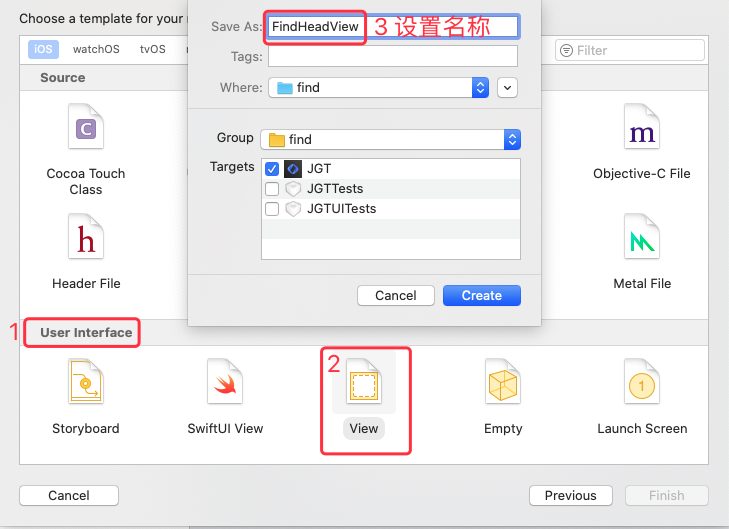 Choose a template for your
Save As: FindHeadView 3 设置名称
Tags:
iOS watchOS tvOS
Filter
Where: find
Source
Group find
Targets JGT
JGTTests
JGTUITests
C
m
Cocoa Touch Class
Objective-C File
h
Header File
Metal File
Cancel Create
1 User Interface
2
1
Storyboard SwiftUI View View Empty Launch Screen
Cancel Previous Finish